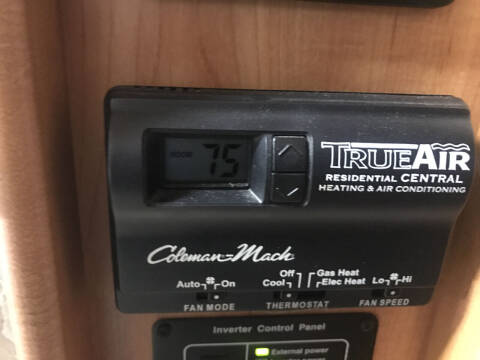 ROOM 75
TRUEAIR
RESIDENTIAL CENTRAL
HEATING & AIR CONDITIONING
Coleman-Mach
Auto On
FAN MODE
Off Gas Heat
Cool Elec Heat
THERMOSTAT
Lo Hi
FAN SPEED
Inverter Control Panel
External power